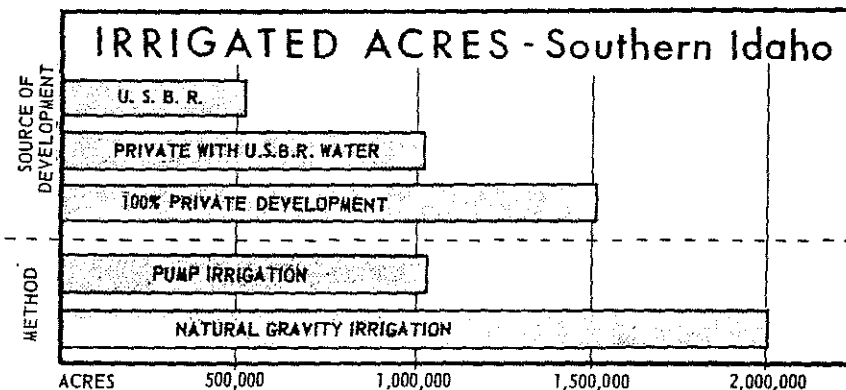 IRRIGATED ACRES - Southern Idaho
SOURCE OF
DEVELOPMENT
U. S. B. R.
PRIVATE WITH U.S.B.R. WATER
100% PRIVATE DEVELOPMENT
METHOD
PUMP IRRIGATION
NATURAL GRAVITY IRRIGATION
ACRES 500,000 1,000,000 1,500,000 2,000,000